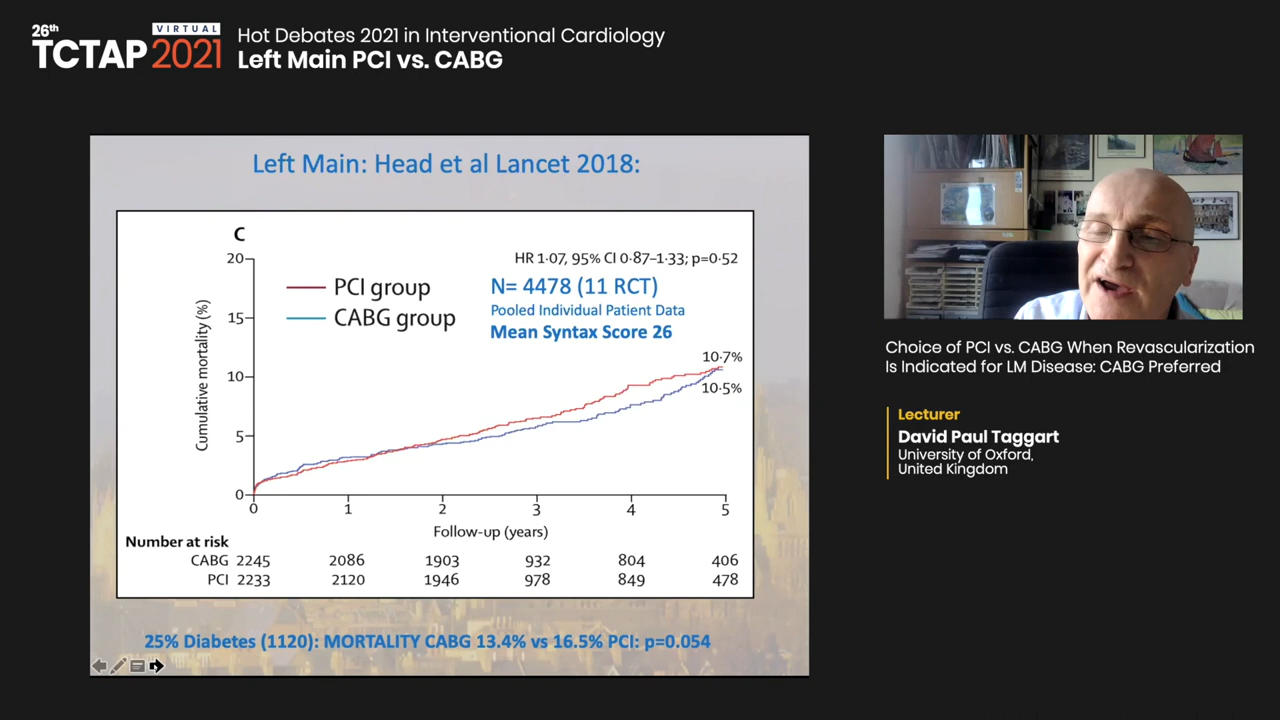 26th
VIRTUAL
TCTAP 2021
Hot Debates 2021 in Interventional Cardiology
Left Main PCI vs. CABG
Left Main: Head et al Lancet 2018:
C
HR 1·07, 95% CI 0·87–1·33; p=0·52
PCI group
CABG group
N= 4478 (11 RCT)
Pooled Individual Patient Data
Mean Syntax Score 26
20
15
10
5
0
Cumulative mortality (%)
10·7%
10·5%
0 1 2 3 4 5
Follow-up (years)
Number at risk
CABG 2245 2086 1903 932 804 406
PCI 2233 2120 1946 978 849 478
25% Diabetes (1120): MORTALITY CABG 13.4% vs 16.5% PCI: p=0.054
Choice of PCI vs. CABG When Revascularization
Is Indicated for LM Disease: CABG Preferred
Lecturer
David Paul Taggart
University of Oxford,
United Kingdom